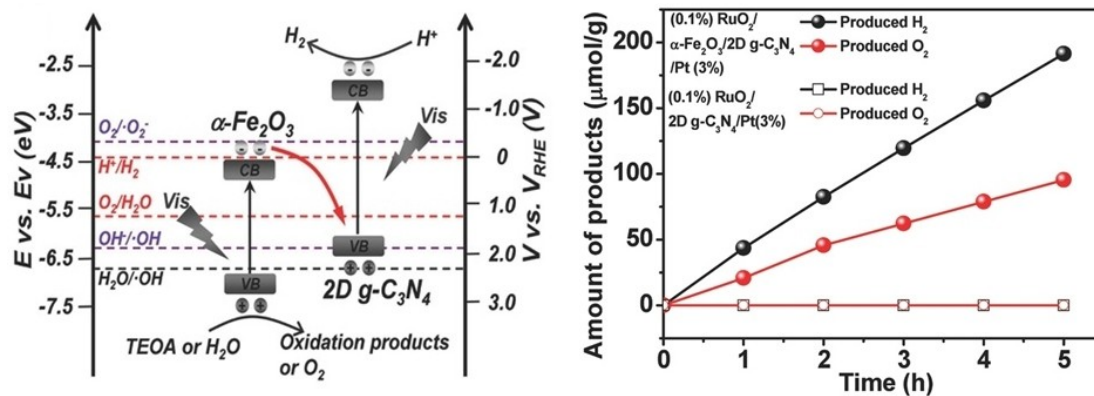 E vs. Ev (eV)
-2.5
-3.5
-4.5
-5.5
-6.5
-7.5
O₂/·O₂⁻
H⁺/H₂
O₂/H₂O
OH⁻/·OH
H₂O/·OH
H₂
H⁺
CB
α-Fe₂O₃
Vis
CB
Vis
VB
VB
2D g-C₃N₄
TEOA or H₂O
Oxidation products
or O₂
-2.0
-1.0
0
1.0
2.0
3.0
V vs. V_RHE (V)
Amount of products (μmol/g)
200
150
100
50
0
(0.1%) RuO₂/
α-Fe₂O₃/2D g-C₃N₄
/Pt (3%)
Produced H₂
Produced O₂
(0.1%) RuO₂/
2D g-C₃N₄/Pt(3%)
Produced H₂
Produced O₂
0 1 2 3 4 5
Time (h)